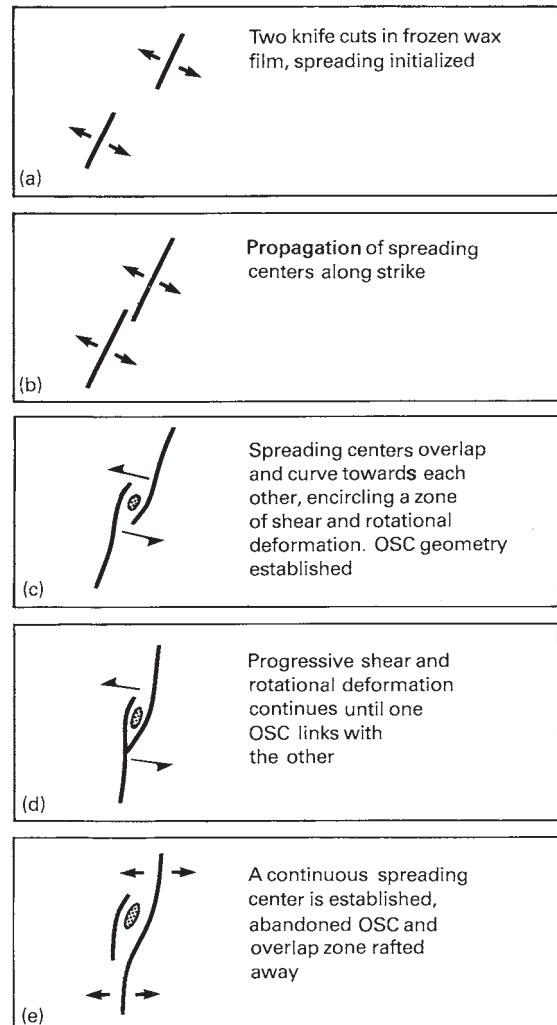 Two knife cuts in frozen wax
film, spreading initialized
(a)
Propagation of spreading
centers along strike
(b)
Spreading centers overlap
and curve towards each
other, encircling a zone
of shear and rotational
deformation. OSC geometry
established
(c)
Progressive shear and
rotational deformation
continues until one
OSC links with
the other
(d)
A continuous spreading
center is established,
abandoned OSC and
overlap zone rafted
away
(e)